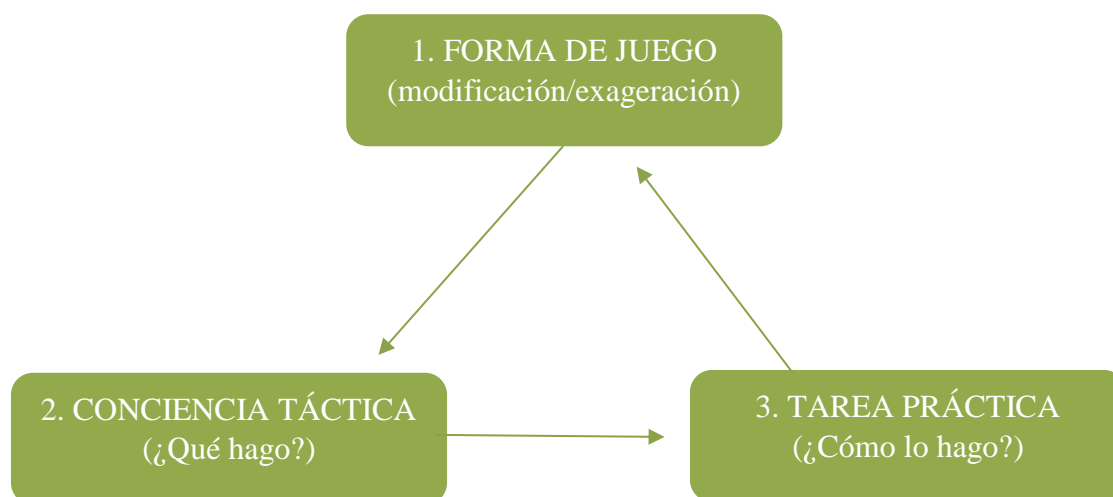 1. FORMA DE JUEGO
(modificación/exageración)
2. CONCIENCIA TÁCTICA
(¿Qué hago?)
3. TAREA PRÁCTICA
(¿Cómo lo hago?)